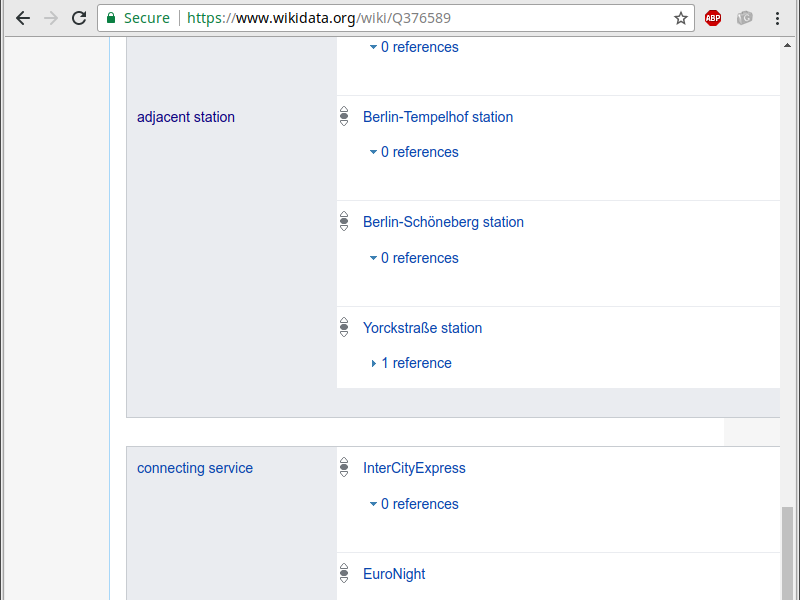 Secure
https://www.wikidata.org/wiki/Q376589
ABP
0 references
adjacent station
Berlin-Tempelhof station
0 references
Berlin-Schöneberg station
0 references
Yorckstraße station
1 reference
connecting service
InterCityExpress
0 references
EuroNight